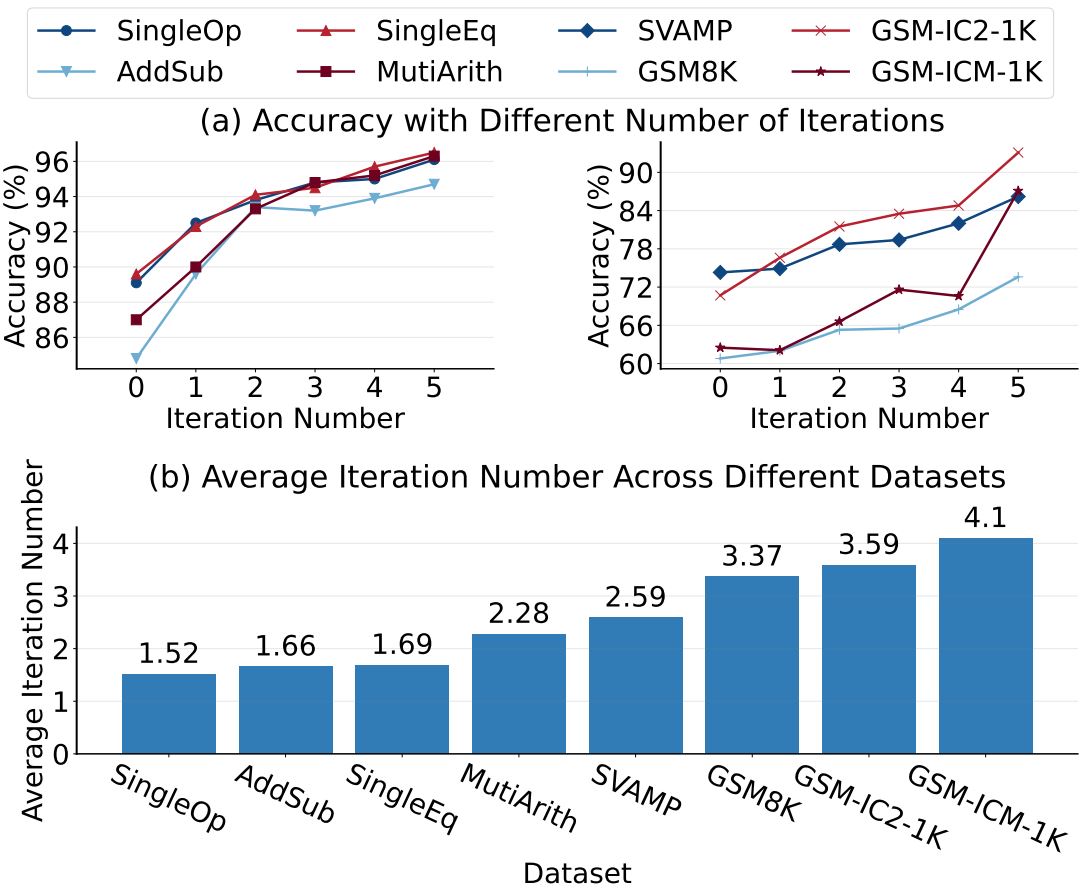 SingleOp SingleEq SVAMP GSM-IC2-1K
AddSub MutiArith GSM8K GSM-ICM-1K
(a) Accuracy with Different Number of Iterations
Accuracy (%)
96
94
92
90
88
86
0 1 2 3 4 5
Iteration Number
Accuracy (%)
90
84
78
72
66
60
0 1 2 3 4 5
Iteration Number
(b) Average Iteration Number Across Different Datasets
Average Iteration Number
4
3
2
1
0
1.52 1.66 1.69 2.28 2.59 3.37 3.59 4.1
SingleOp AddSub SingleEq MutiArith SVAMP GSM8K GSM-IC2-1K GSM-ICM-1K
Dataset